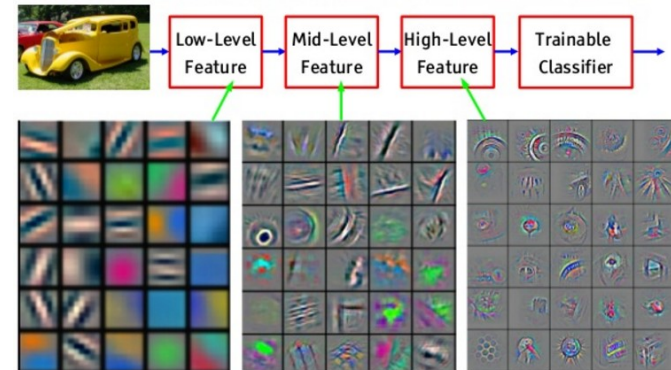 Low-Level
Feature
Mid-Level
Feature
High-Level
Feature
Trainable
Classifier